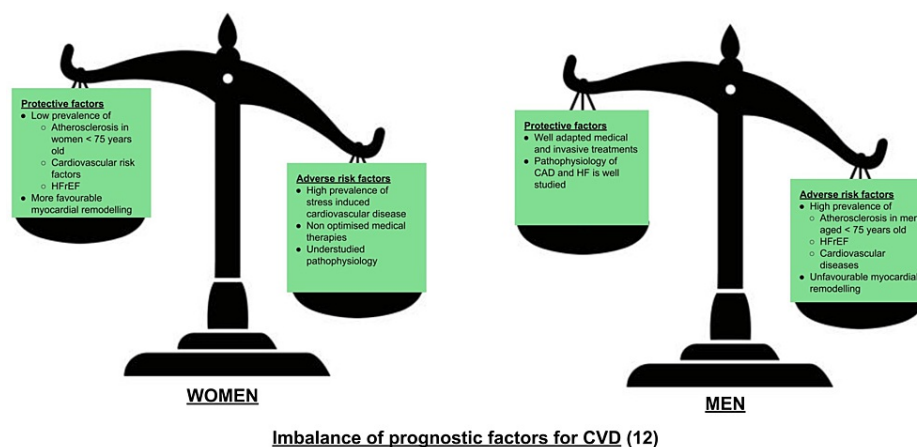 Protective factors
● Low prevalence of
○ Atherosclerosis in
women < 75 years
old
○ Cardiovascular risk
factors
○ HFrEF
● More favourable
myocardial remodelling
Adverse risk factors
● High prevalence of
stress induced
cardiovascular disease
● Non optimised medical
therapies
● Understudied
pathophysiology
WOMEN
Protective factors
● Well adapted medical
and invasive treatments
● Pathophysiology of
CAD and HF is well
studied
Adverse risk factors
● High prevalence of
○ Atherosclerosis in men
aged < 75 years old
○ HFrEF
○ Cardiovascular
diseases
● Unfavourable myocardial
remodelling
MEN
Imbalance of prognostic factors for CVD (12)